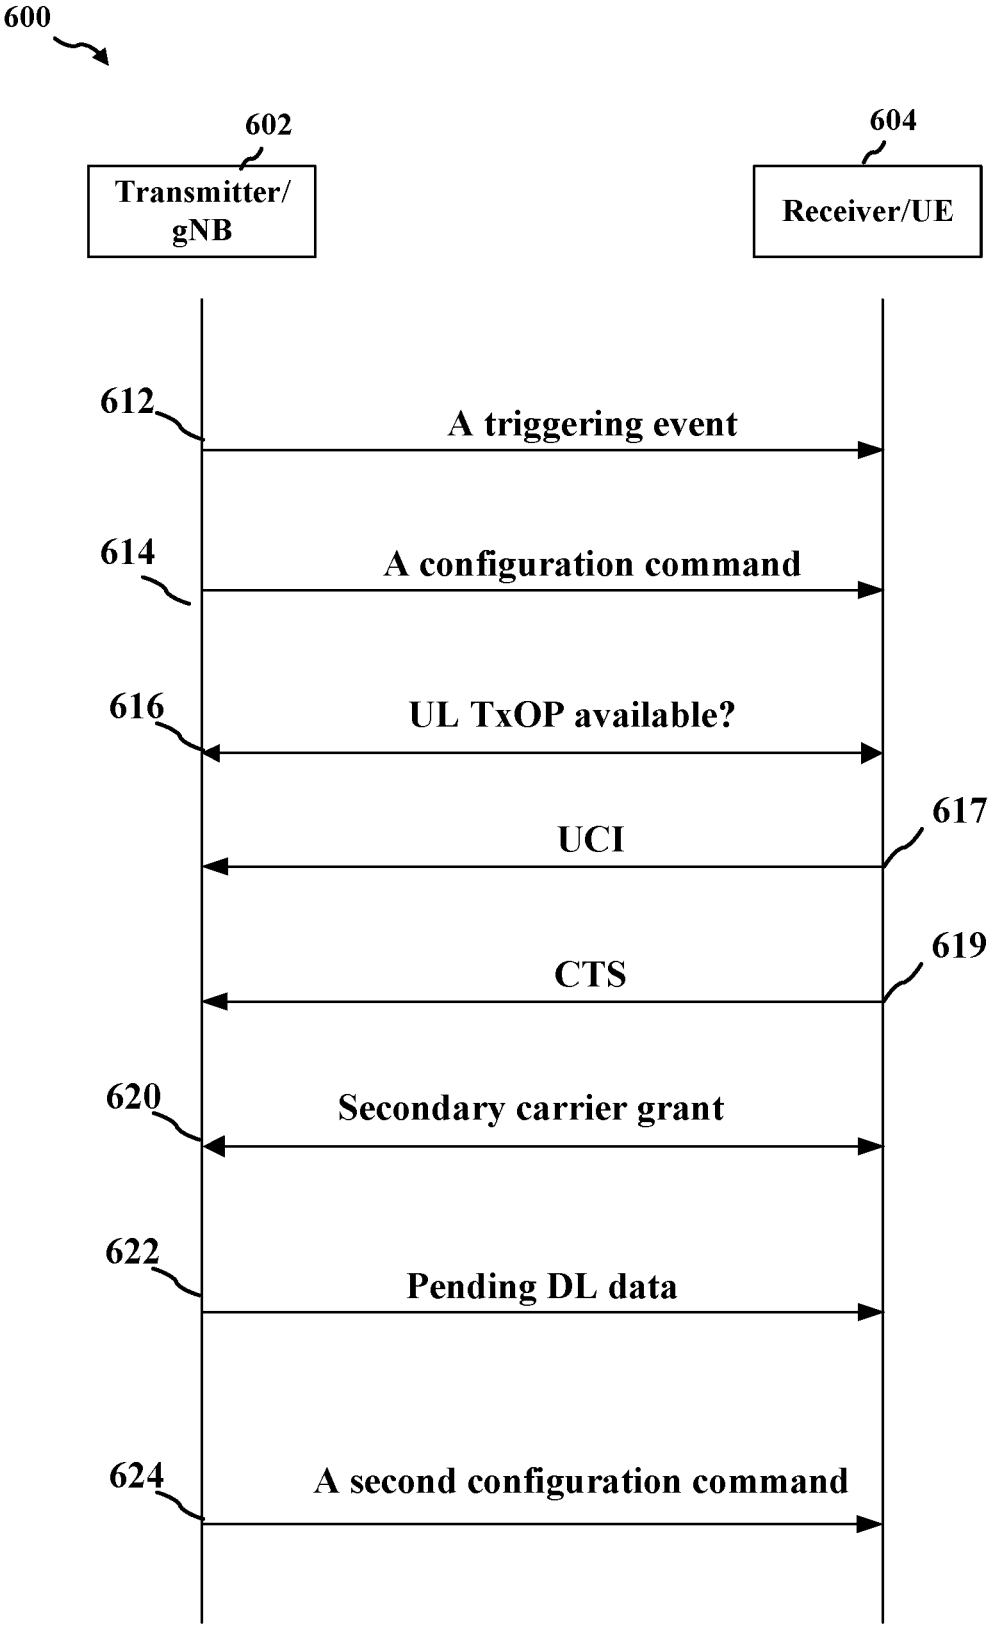 600
602
604
Transmitter/
gNB
Receiver/UE
612
A triggering event
614
A configuration command
616
UL TxOP available?
617
UCI
619
CTS
620
Secondary carrier grant
622
Pending DL data
624
A second configuration command